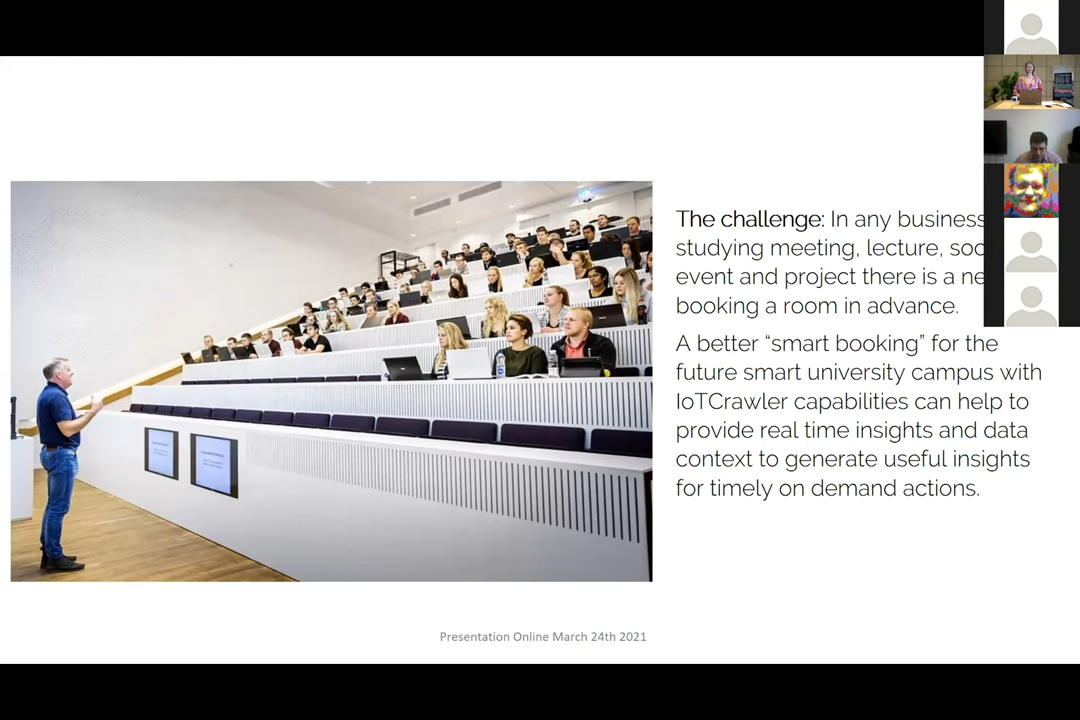 The challenge: In any business
studying meeting, lecture, soc
event and project there is a ne
booking a room in advance.
A better “smart booking” for the
future smart university campus with
IoTCrawler capabilities can help to
provide real time insights and data
context to generate useful insights
for timely on demand actions.
Presentation Online March 24th 2021